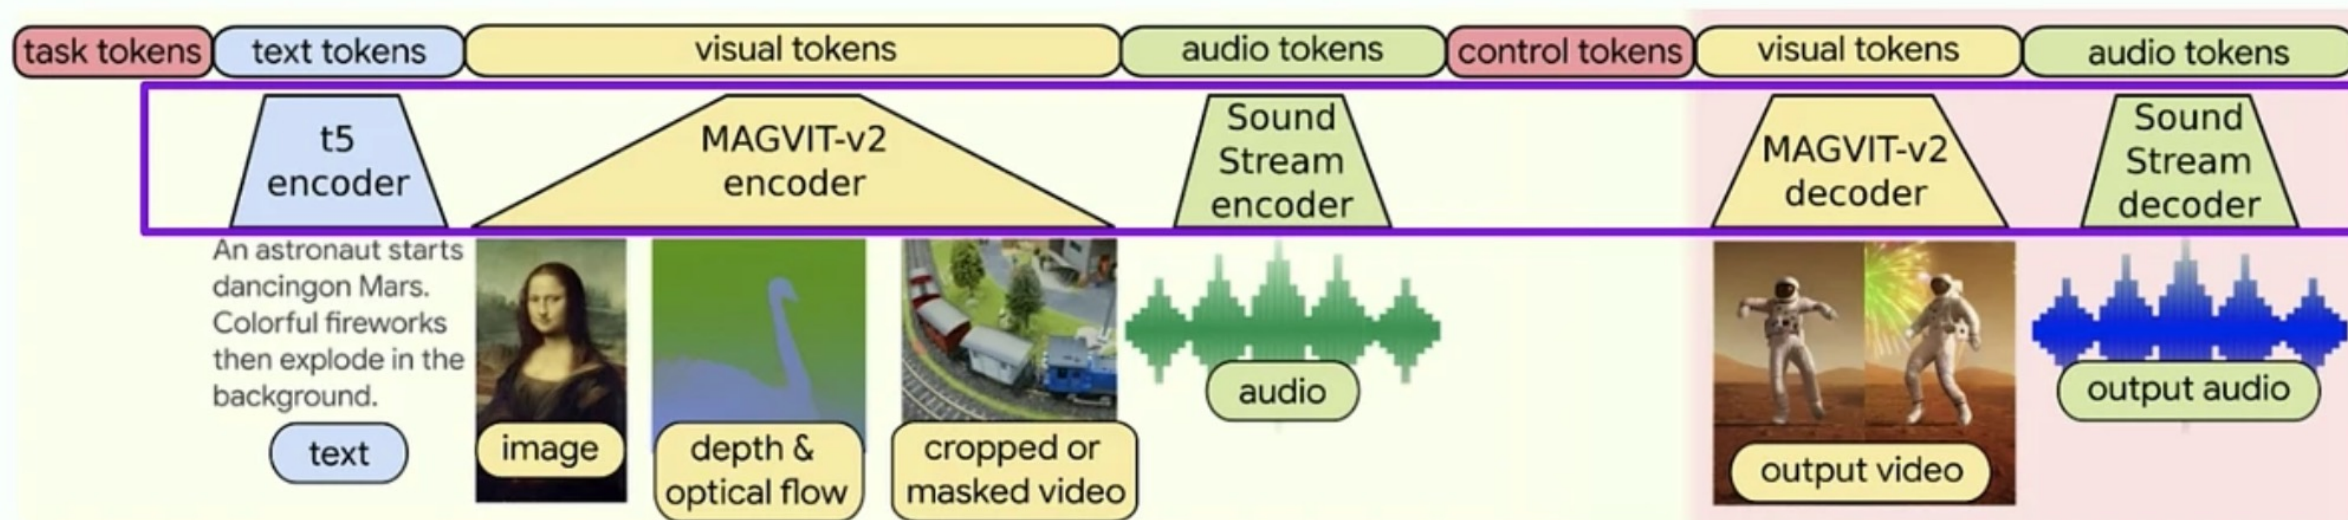 task tokens
text tokens
visual tokens
audio tokens
control tokens
visual tokens
audio tokens
t5
encoder
MAGVIT-v2
encoder
Sound
Stream
encoder
MAGVIT-v2
decoder
Sound
Stream
decoder
An astronaut starts
dancingon Mars.
Colorful fireworks
then explode in the
background.
text
image
depth &
optical flow
cropped or
masked video
audio
output video
output audio